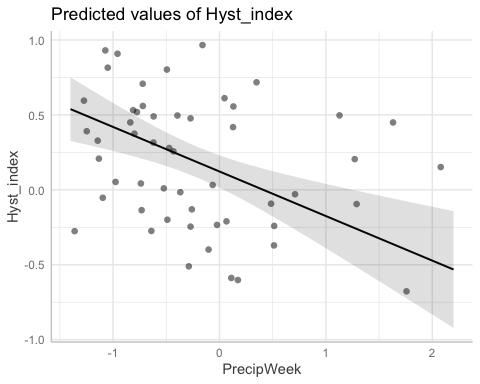 Predicted values of Hyst_index
1.0
0.5
0.0
-0.5
-1.0
Hyst_index
-1 0 1 2
PrecipWeek